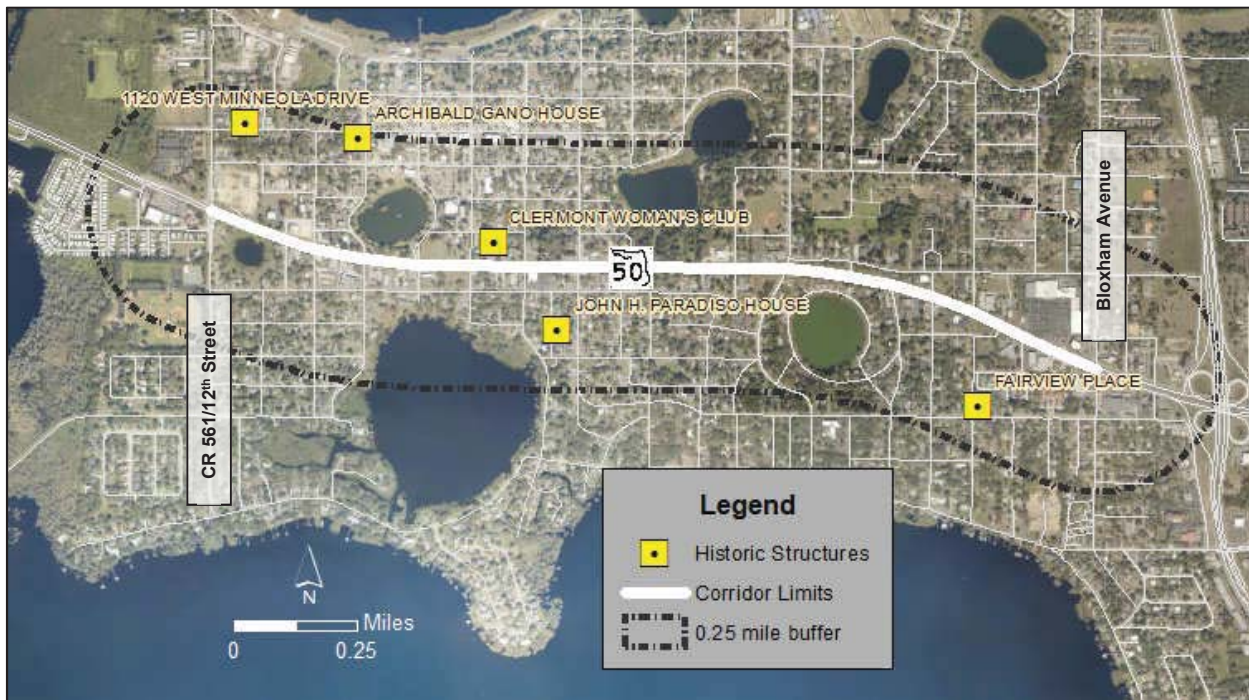 1120 WEST MINNEOLA DRIVE
ARCHIBALD GANO HOUSE
CLERMONT WOMAN'S CLUB
50
JOHN H. PARADISO HOUSE
FAIRVIEW PLACE
Bloxham Avenue
CR 561/12th Street
Legend
Historic Structures
Corridor Limits
0.25 mile buffer
N
Miles
0 0.25